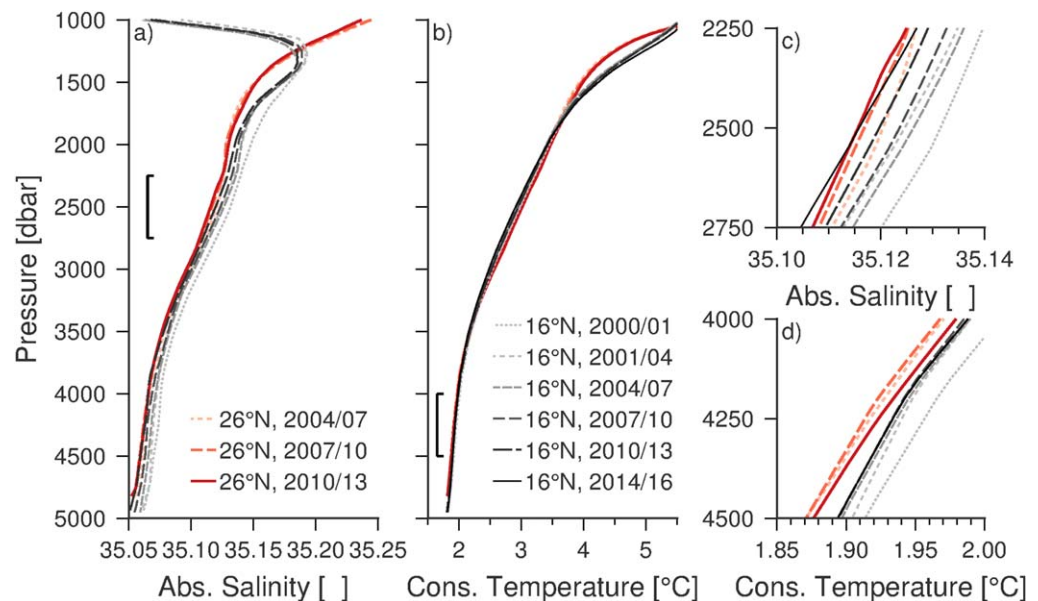 a)
1000
1500
2000
2500
3000
3500
4000
4500
5000
Pressure [dbar]
35.05 35.10 35.15 35.20 35.25
Abs. Salinity [ ]
26°N, 2004/07
26°N, 2007/10
26°N, 2010/13
b)
16°N, 2000/01
16°N, 2001/04
16°N, 2004/07
16°N, 2007/10
16°N, 2010/13
16°N, 2014/16
2 3 4 5
Cons. Temperature [°C]
c)
2250
2500
2750
35.10 35.12 35.14
Abs. Salinity [ ]
d)
4000
4250
4500
1.85 1.90 1.95 2.00
Cons. Temperature [°C]